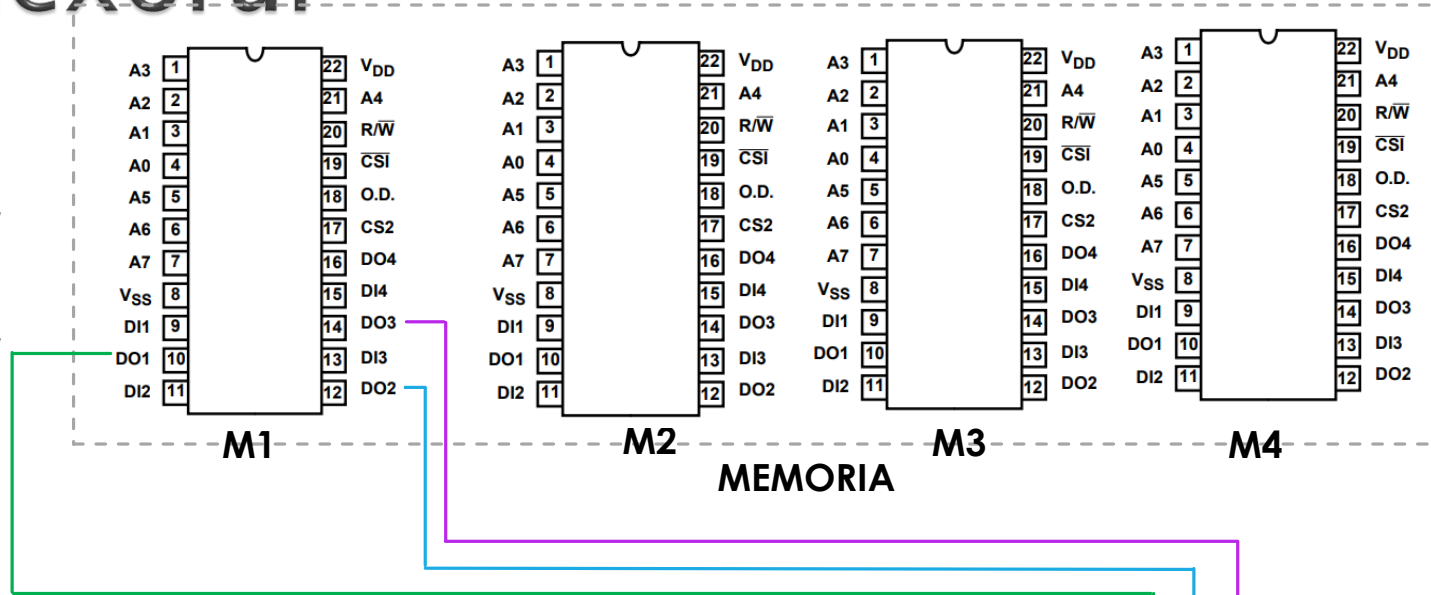 A3 1 22 VDD
A2 2 21 A4
A1 3 20 R/W̅
A0 4 19 C̅S̅I̅
A5 5 18 O.D.
A6 6 17 CS2
A7 7 16 DO4
VSS 8 15 DI4
DI1 9 14 DO3
DO1 10 13 DI3
DI2 11 12 DO2
M1
A3 1 22 VDD
A2 2 21 A4
A1 3 20 R/W̅
A0 4 19 C̅S̅I̅
A5 5 18 O.D.
A6 6 17 CS2
A7 7 16 DO4
VSS 8 15 DI4
DI1 9 14 DO3
DO1 10 13 DI3
DI2 11 12 DO2
M2
A3 1 22 VDD
A2 2 21 A4
A1 3 20 R/W̅
A0 4 19 C̅S̅I̅
A5 5 18 O.D.
A6 6 17 CS2
A7 7 16 DO4
VSS 8 15 DI4
DI1 9 14 DO3
DO1 10 13 DI3
DI2 11 12 DO2
M3
A3 1 22 VDD
A2 2 21 A4
A1 3 20 R/W̅
A0 4 19 C̅S̅I̅
A5 5 18 O.D.
A6 6 17 CS2
A7 7 16 DO4
VSS 8 15 DI4
DI1 9 14 DO3
DO1 10 13 DI3
DI2 11 12 DO2
M4
MEMORIA